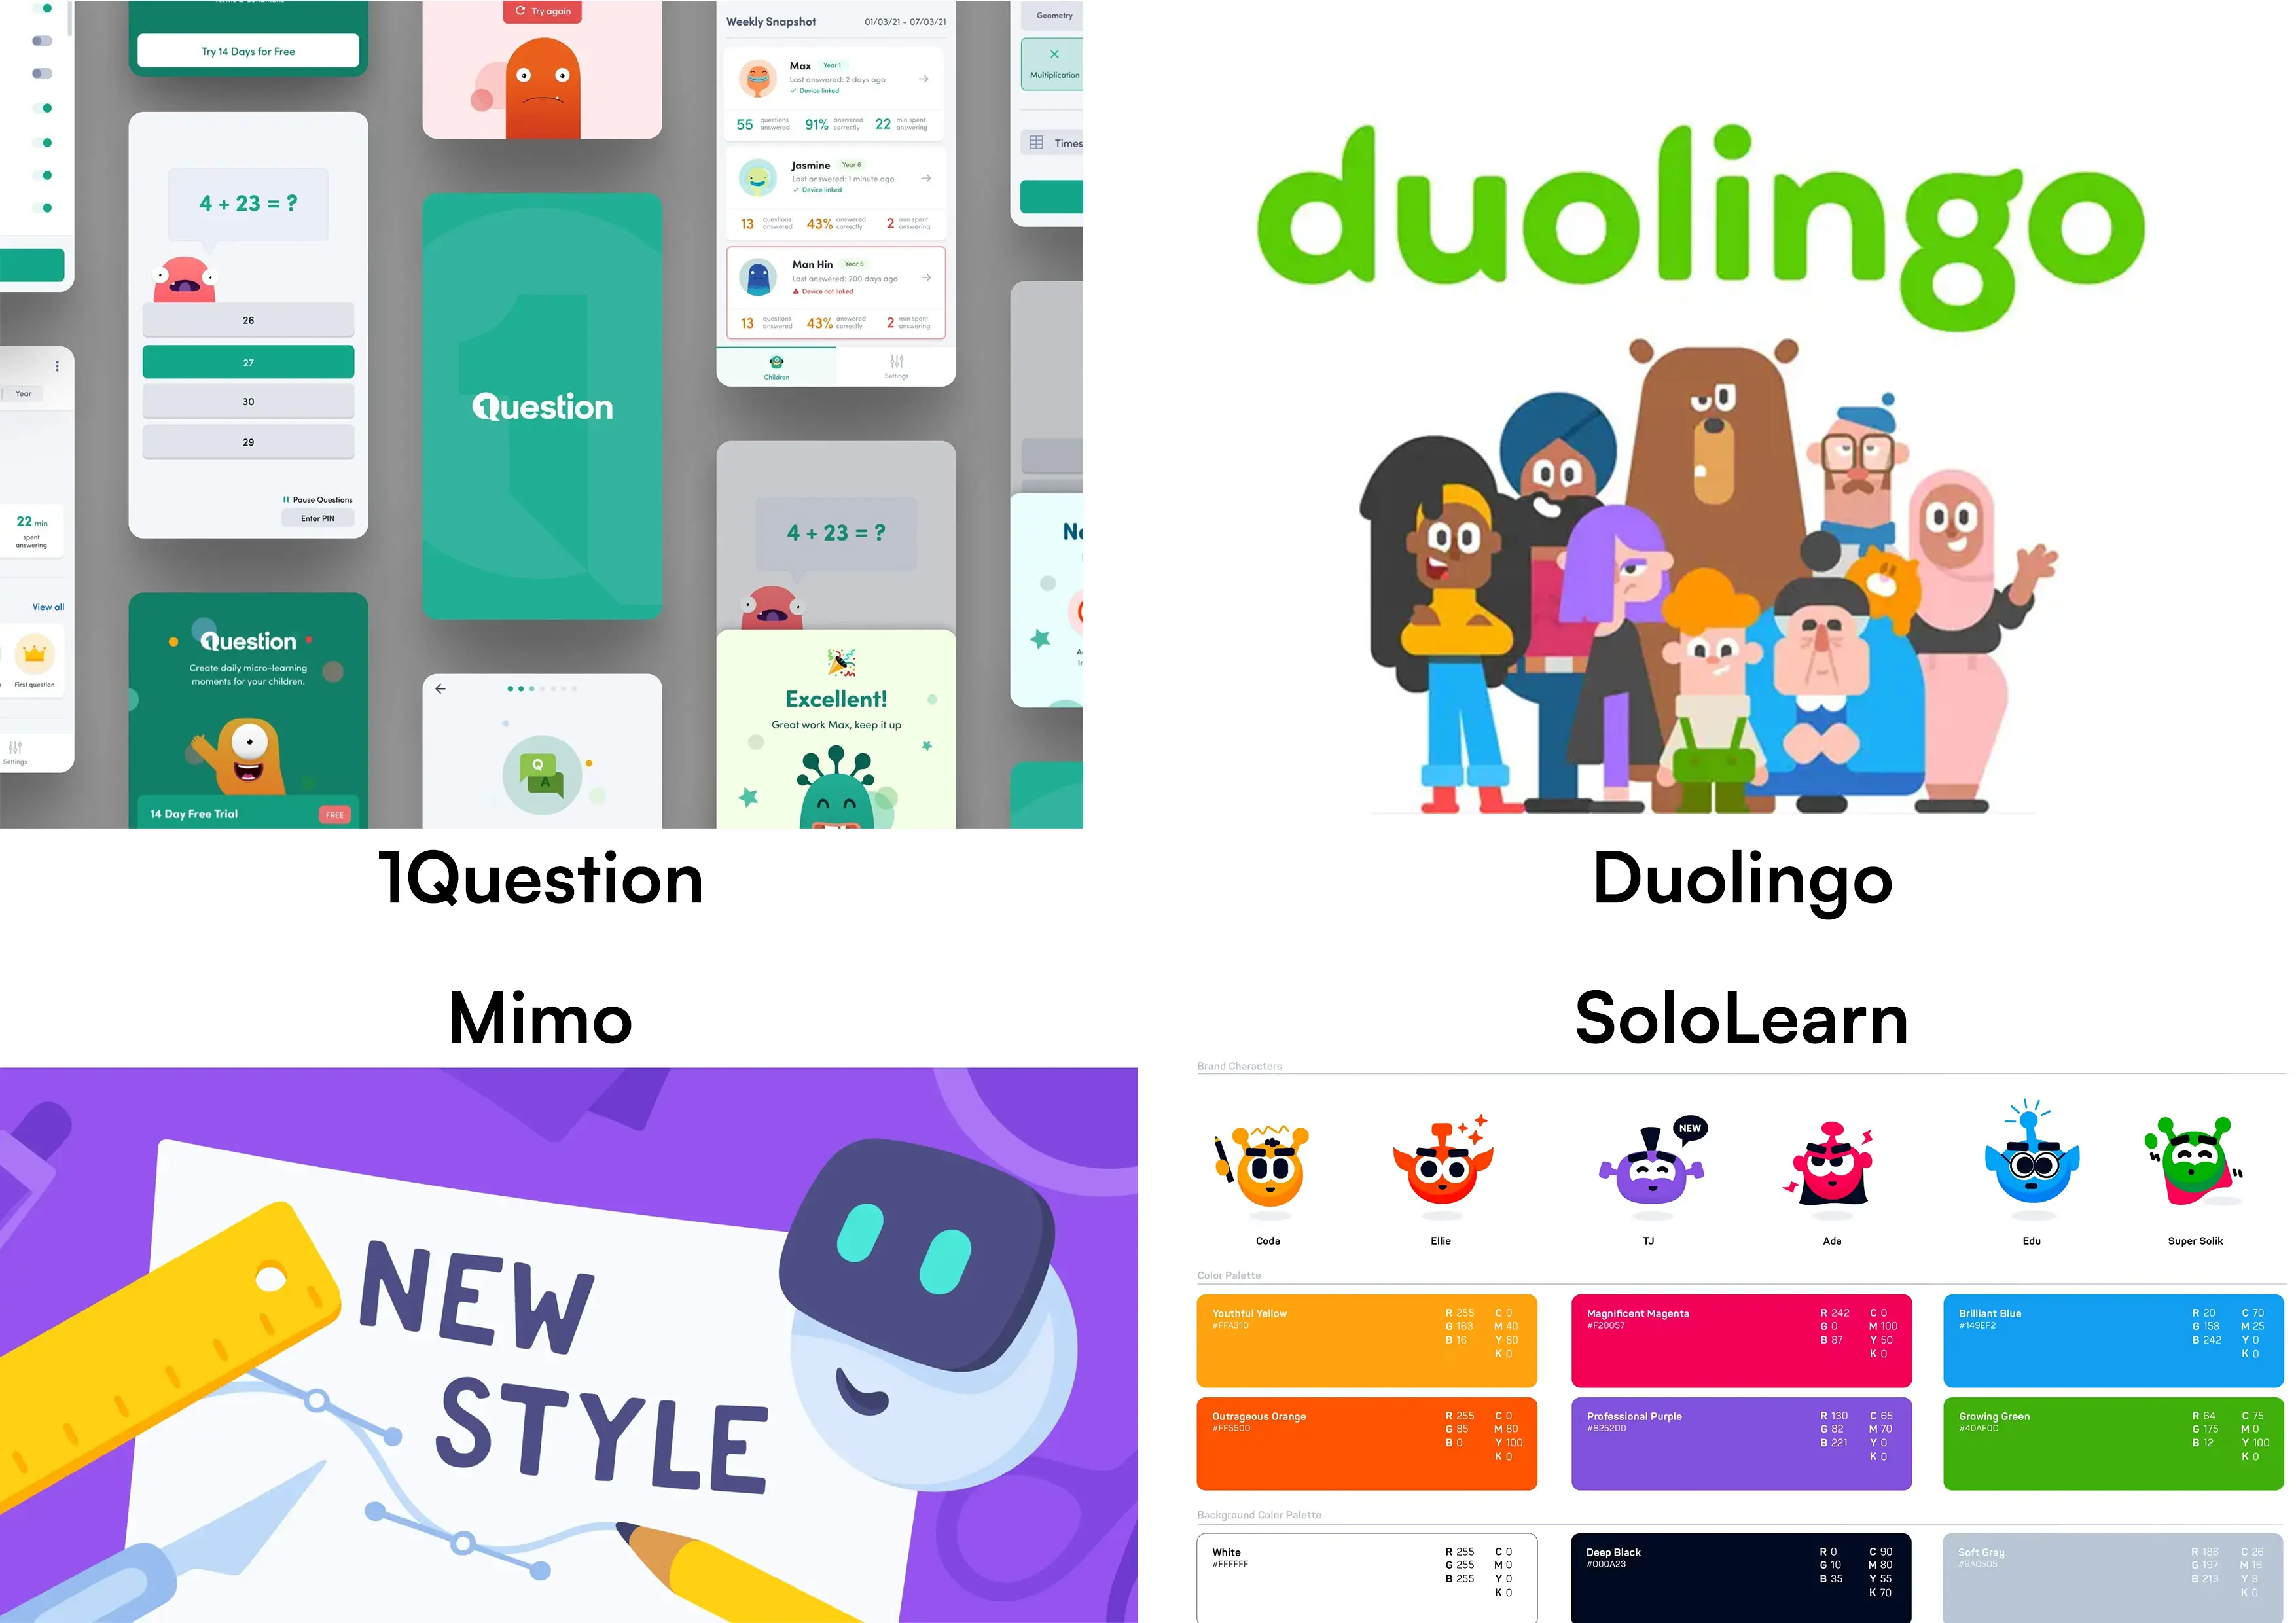 Terms & Conditions
Try 14 Days for Free
4 + 23 = ?
26
27
30
29
Pause Questions
Enter PIN
Year
22 min
spent
answering
View all
First question
Settings
Question
Create daily micro-learning
moments for your children.
14 Day Free Trial
FREE
Try again
1
Question
Q
A
Weekly Snapshot
01/03/21 - 07/03/21
Max
Year 1
Last answered: 2 days ago
Device linked
55 questions answered
91% answered correctly
22 min spent answering
Jasmine
Year 6
Last answered: 1 minute ago
Device linked
13 questions answered
43% answered correctly
2 min spent answering
Man Hin
Year 6
Last answered: 200 days ago
Device not linked
13 questions answered
43% answered correctly
2 min spent answering
Children
Settings
4 + 23 = ?
Excellent!
Great work Max, keep it up
Geometry
Multiplication
Times
duolingo
1Question
Duolingo
Mimo
SoloLearn
NEW
STYLE
Brand Characters
NEW
Coda
Ellie
TJ
Ada
Edu
Super Solik
Color Palette
Youthful Yellow
#FFA310
R 255 C 0
G 163 M 40
B 16 Y 80
K 0
Magnificent Magenta
#F20057
R 242 C 0
G 0 M 100
B 87 Y 50
K 0
Brilliant Blue
#149EF2
R 20 C 70
G 158 M 25
B 242 Y 0
K 0
Outrageous Orange
#FF5500
R 255 C 0
G 85 M 80
B 0 Y 100
K 0
Professional Purple
#8252DD
R 130 C 65
G 82 M 70
B 221 Y 0
K 0
Growing Green
#40AF0C
R 64 C 75
G 175 M 0
B 12 Y 100
K 0
Background Color Palette
White
#FFFFFF
R 255 C 0
G 255 M 0
B 255 Y 0
K 0
Deep Black
#000A23
R 0 C 90
G 10 M 80
B 35 Y 55
K 70
Soft Gray
#BAC5D5
R 186 C 26
G 197 M 16
B 213 Y 9
K 0